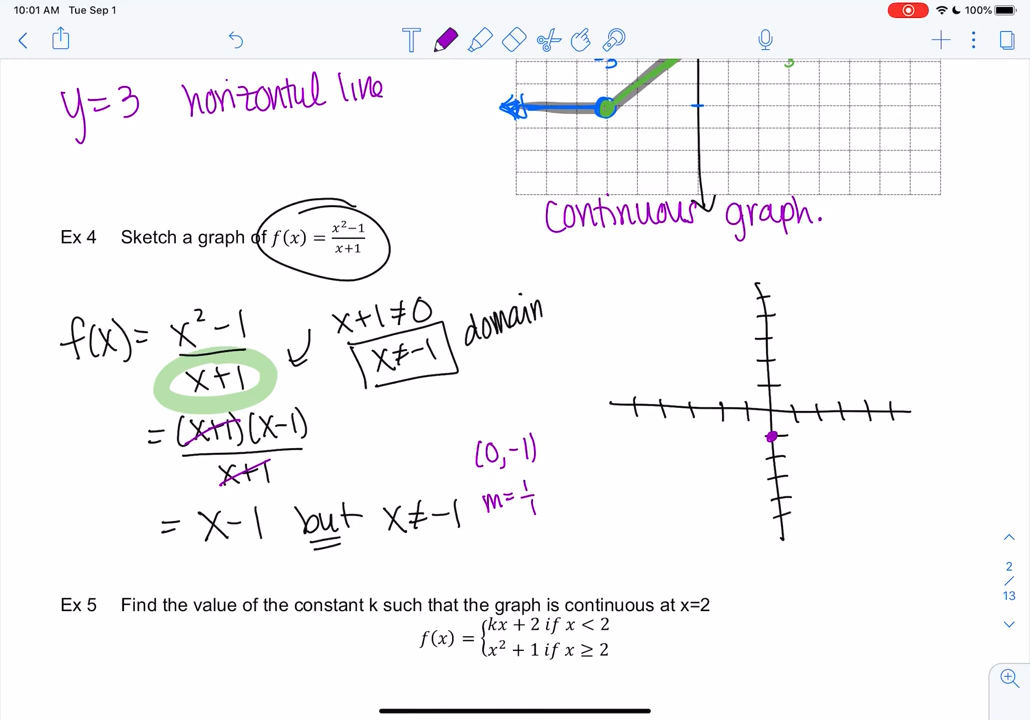 10:01 AM Tue Sep 1
100%
T
-3
3
y=3 horizontal line
continuous graph.
Ex 4 Sketch a graph of f(x) = x²−1 / x+1
f(x)= x² - 1 / x+1
x+1≠0
x≠-1 domain
= (x+1)(x-1) / x+1
(0,-1)
m= 1/1
= x-1 but x≠-1
Ex 5 Find the value of the constant k such that the graph is continuous at x=2
f(x) = { kx + 2 if x < 2
x² + 1 if x ≥ 2
2
/
13